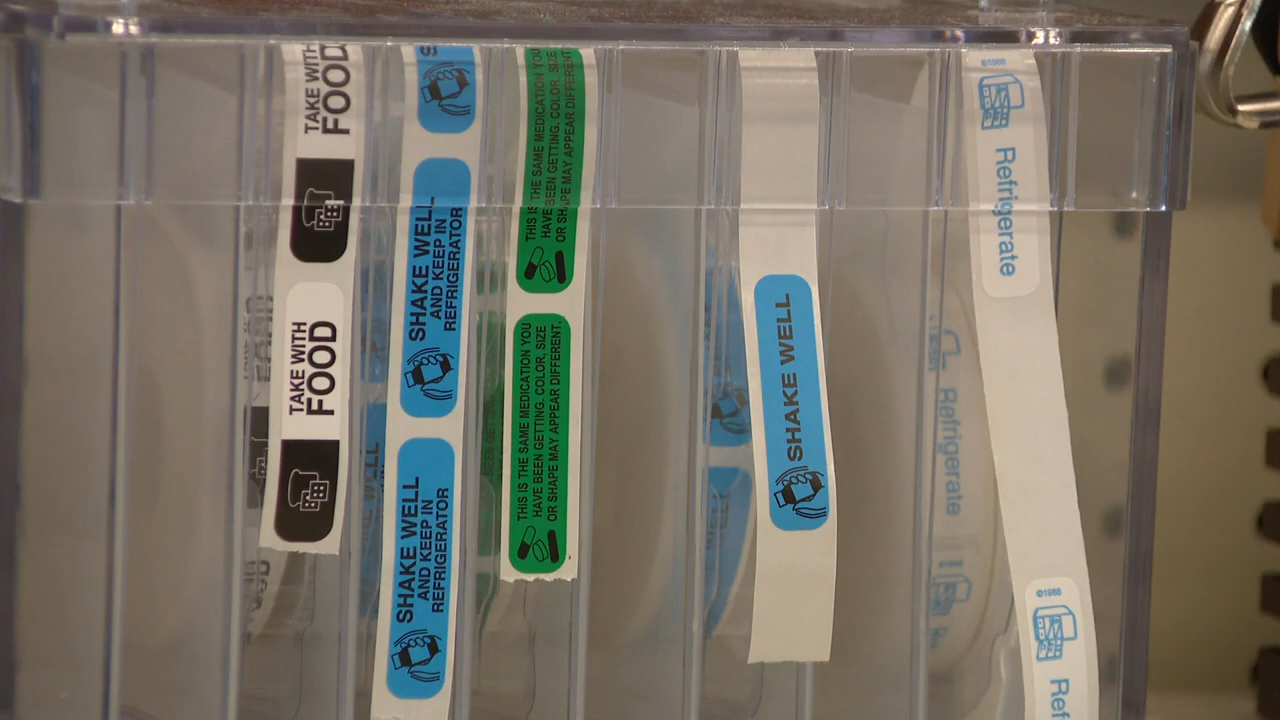 TAKE WITH
FOOD
TAKE WITH
FOOD
SHAKE WELL
AND KEEP IN
REFRIGERATOR
SHAKE WELL
AND KEEP IN
REFRIGERATOR
THIS IS THE SAME MEDICATION YOU
HAVE BEEN GETTING. COLOR, SIZE
OR SHAPE MAY APPEAR DIFFERENT.
THIS IS THE SAME MEDICATION YOU
HAVE BEEN GETTING. COLOR, SIZE
OR SHAPE MAY APPEAR DIFFERENT.
SHAKE WELL
©1988
Refrigerate
Refrigerate
©1988
Ref